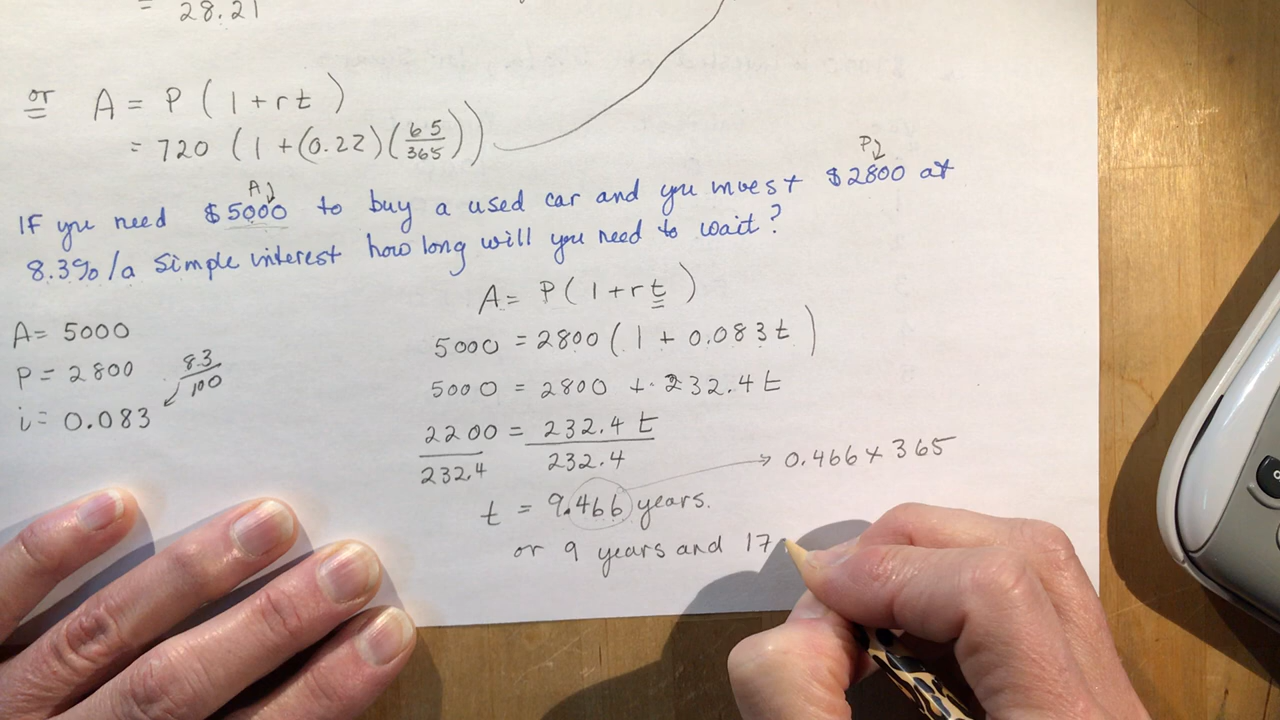 = 28.21
or A = P ( 1 + rt )
= 720 ( 1 + (0.22)(65/365))
A P
If you need $5000 to buy a used car and you invest $2800 at
8.3%/a simple interest how long will you need to wait?
A = P ( 1 + rt )
A = 5000
5000 = 2800 ( 1 + 0.083t )
P = 2800 8.3/100
5000 = 2800 + 232.4t
i = 0.083
2200/232.4 = 232.4t/232.4
→ 0.466 x 365
t = 9.466 years.
or 9 years and 17